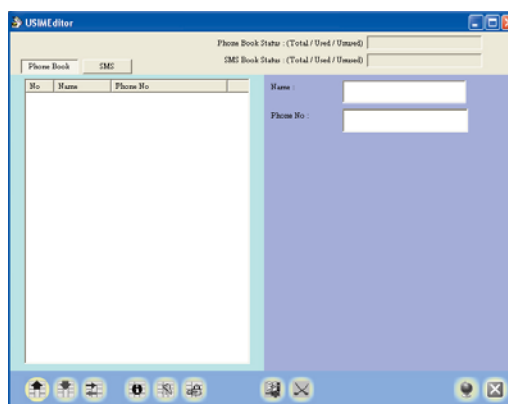 USIMEditor
Phone Book Status : (Total / Used / Unused)
SMS Book Status : (Total / Used / Unused)
Phone Book SMS
No Name Phone No
Name :
Phone No :